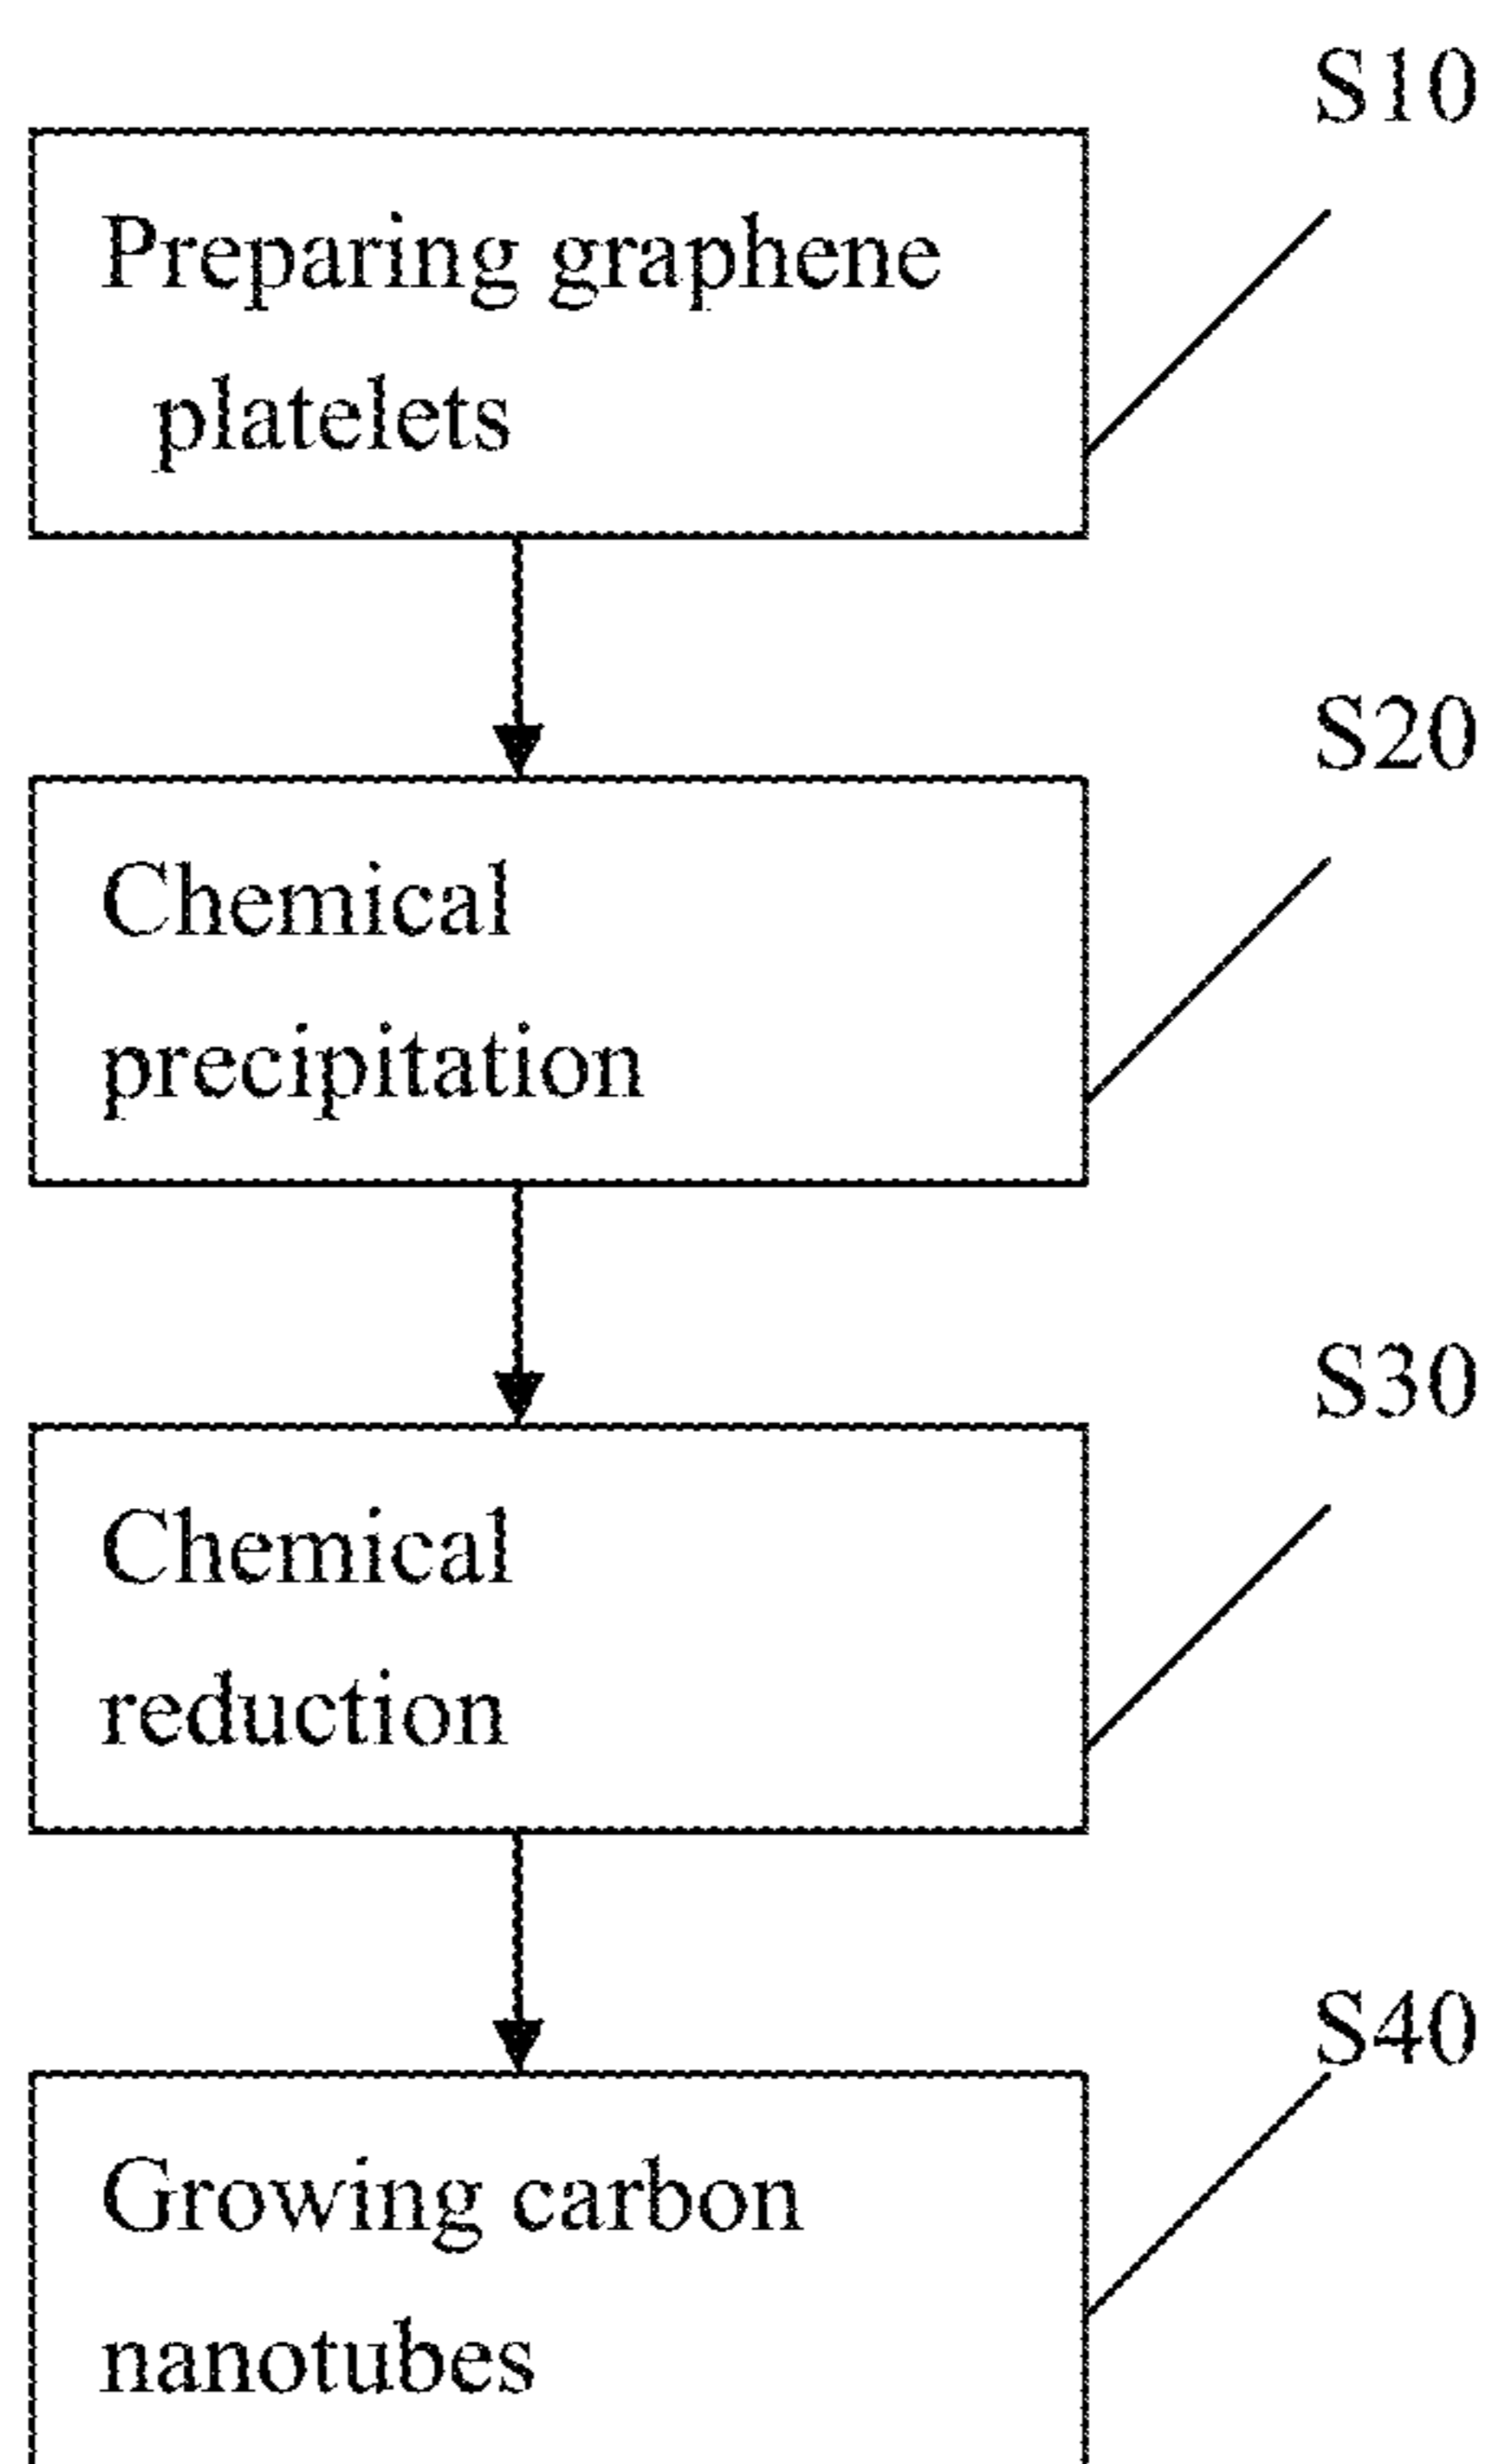 S10
Preparing graphene
platelets
S20
Chemical
precipitation
S30
Chemical
reduction
S40
Growing carbon
nanotubes